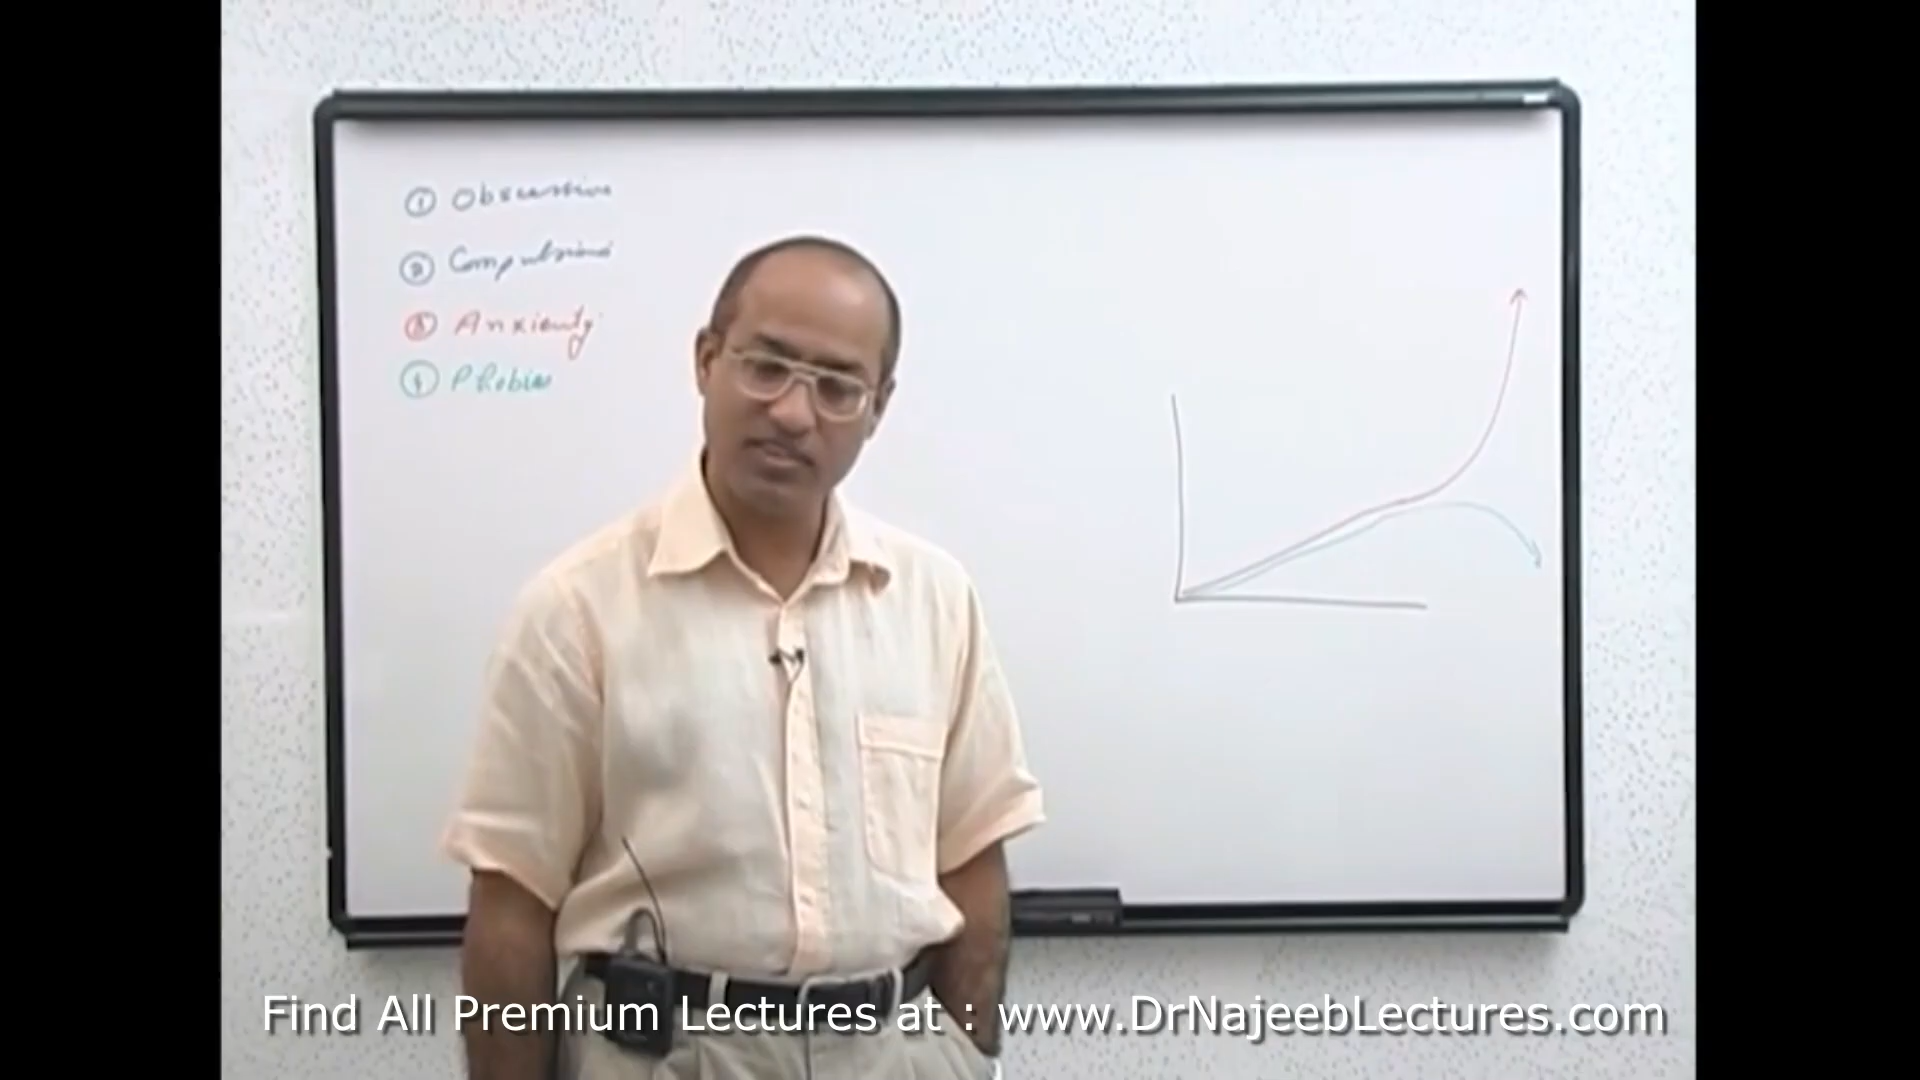 ① Obsessions
② Compulsions
③ Anxiety
④ Phobias
Find All Premium Lectures at : www.DrNajeebLectures.com